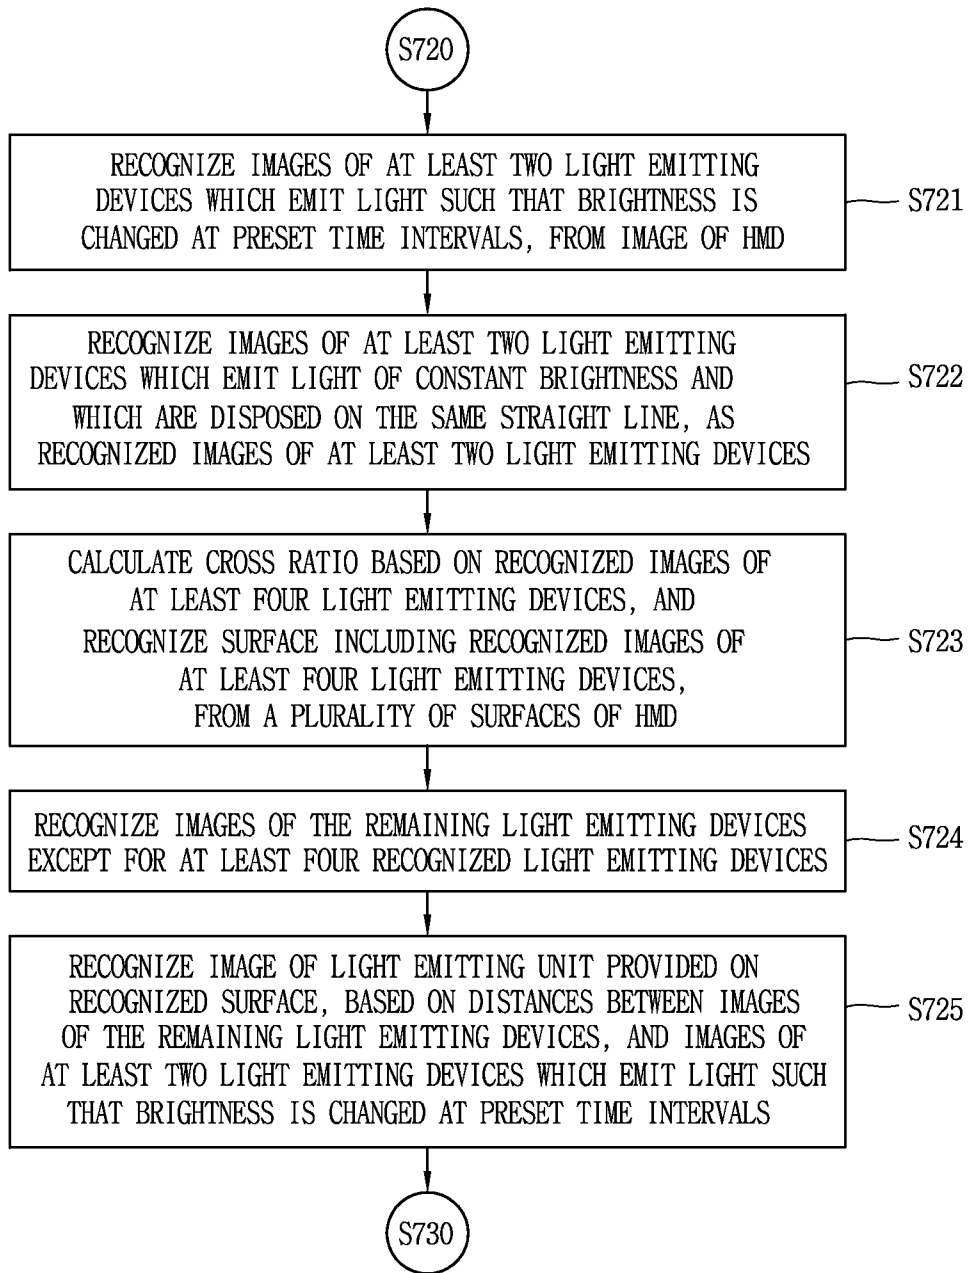 S720
RECOGNIZE IMAGES OF AT LEAST TWO LIGHT EMITTING
DEVICES WHICH EMIT LIGHT SUCH THAT BRIGHTNESS IS
CHANGED AT PRESET TIME INTERVALS, FROM IMAGE OF HMD
S721
RECOGNIZE IMAGES OF AT LEAST TWO LIGHT EMITTING
DEVICES WHICH EMIT LIGHT OF CONSTANT BRIGHTNESS AND
WHICH ARE DISPOSED ON THE SAME STRAIGHT LINE, AS
RECOGNIZED IMAGES OF AT LEAST TWO LIGHT EMITTING DEVICES
S722
CALCULATE CROSS RATIO BASED ON RECOGNIZED IMAGES OF
AT LEAST FOUR LIGHT EMITTING DEVICES, AND
RECOGNIZE SURFACE INCLUDING RECOGNIZED IMAGES OF
AT LEAST FOUR LIGHT EMITTING DEVICES,
FROM A PLURALITY OF SURFACES OF HMD
S723
RECOGNIZE IMAGES OF THE REMAINING LIGHT EMITTING DEVICES
EXCEPT FOR AT LEAST FOUR RECOGNIZED LIGHT EMITTING DEVICES
S724
RECOGNIZE IMAGE OF LIGHT EMITTING UNIT PROVIDED ON
RECOGNIZED SURFACE, BASED ON DISTANCES BETWEEN IMAGES
OF THE REMAINING LIGHT EMITTING DEVICES, AND IMAGES OF
AT LEAST TWO LIGHT EMITTING DEVICES WHICH EMIT LIGHT SUCH
THAT BRIGHTNESS IS CHANGED AT PRESET TIME INTERVALS
S725
S730